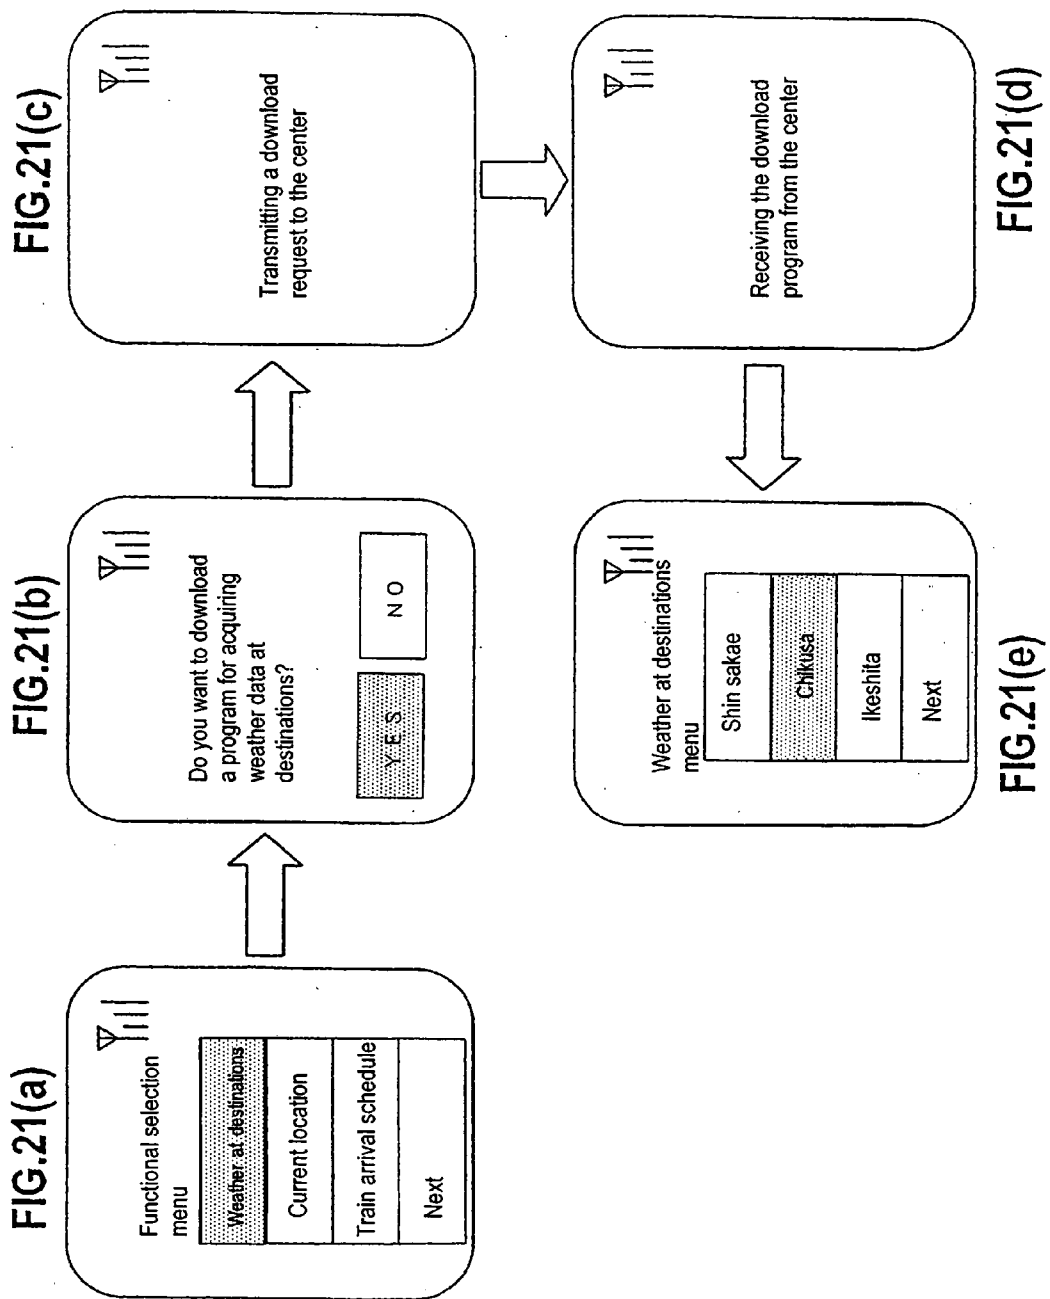 FIG.21(a)
Functional selection
menu
Weather at destinations
Current location
Train arrival schedule
Next
FIG.21(b)
Do you want to download
a program for acquiring
weather data at
destinations?
YES
NO
FIG.21(c)
Transmitting a download
request to the center
FIG.21(d)
Receiving the download
program from the center
FIG.21(e)
Weather at destinations
menu
Shin sakae
Chikusa
Ikeshita
Next